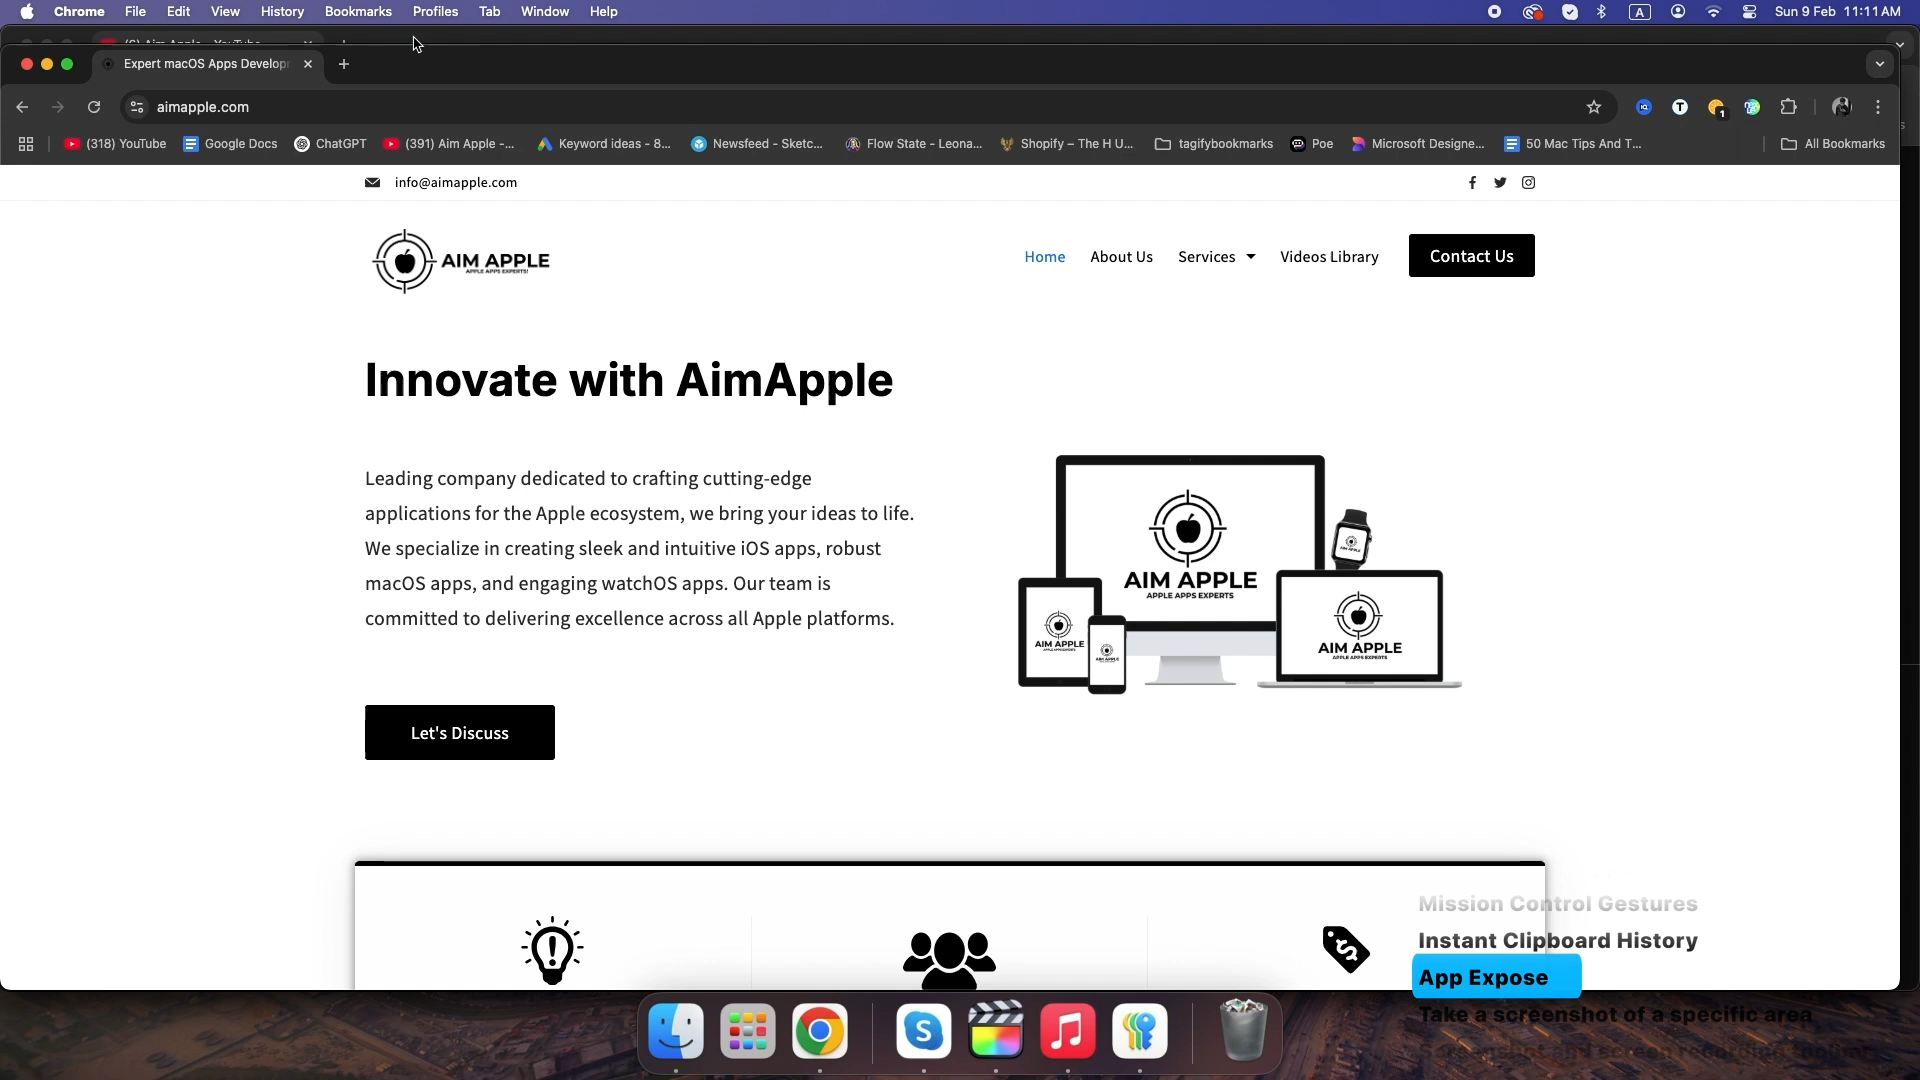 Chrome File Edit View History Bookmarks Profiles Tab Window Help A Sun 9 Feb 11:11 AM
Expert macOS Apps Develop
aimapple.com
1
(318) YouTube Google Docs ChatGPT (391) Aim Apple -... Keyword ideas - 8... Newsfeed - Sketc... Flow State - Leona... Shopify – The H U... tagifybookmarks Poe Microsoft Designe... 50 Mac Tips And T... All Bookmarks
info@aimapple.com
AIM APPLE
APPLE APPS EXPERTS!
Home About Us Services Videos Library Contact Us
Innovate with AimApple
Leading company dedicated to crafting cutting-edge
applications for the Apple ecosystem, we bring your ideas to life.
We specialize in creating sleek and intuitive iOS apps, robust
macOS apps, and engaging watchOS apps. Our team is
committed to delivering excellence across all Apple platforms.
AIM APPLE
APPLE APPS EXPERTS
AIM APPLE
AIM APPLE
APPLE APPS EXPERTS
Let's Discuss
Mission Control Gestures
Instant Clipboard History
App Expose
Take a screenshot of a specific area